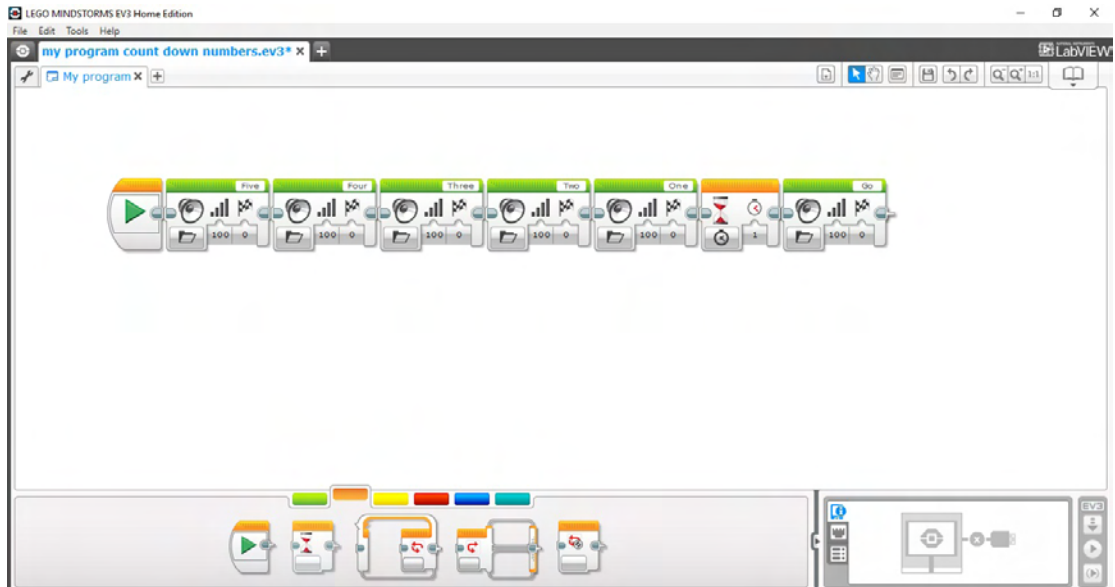 LEGO MINDSTORMS EV3 Home Edition
File Edit Tools Help
my program count down numbers.ev3*
LabVIEW
My program
1:1
Five Four Three Two One Go
100 0 100 0 100 0 100 0 100 0 1 100 0
EV3